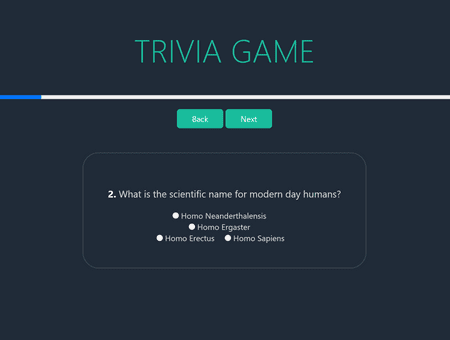 TRIVIA GAME
Back Next
2. What is the scientific name for modern day humans?
Homo Neanderthalensis
Homo Ergaster
Homo Erectus Homo Sapiens